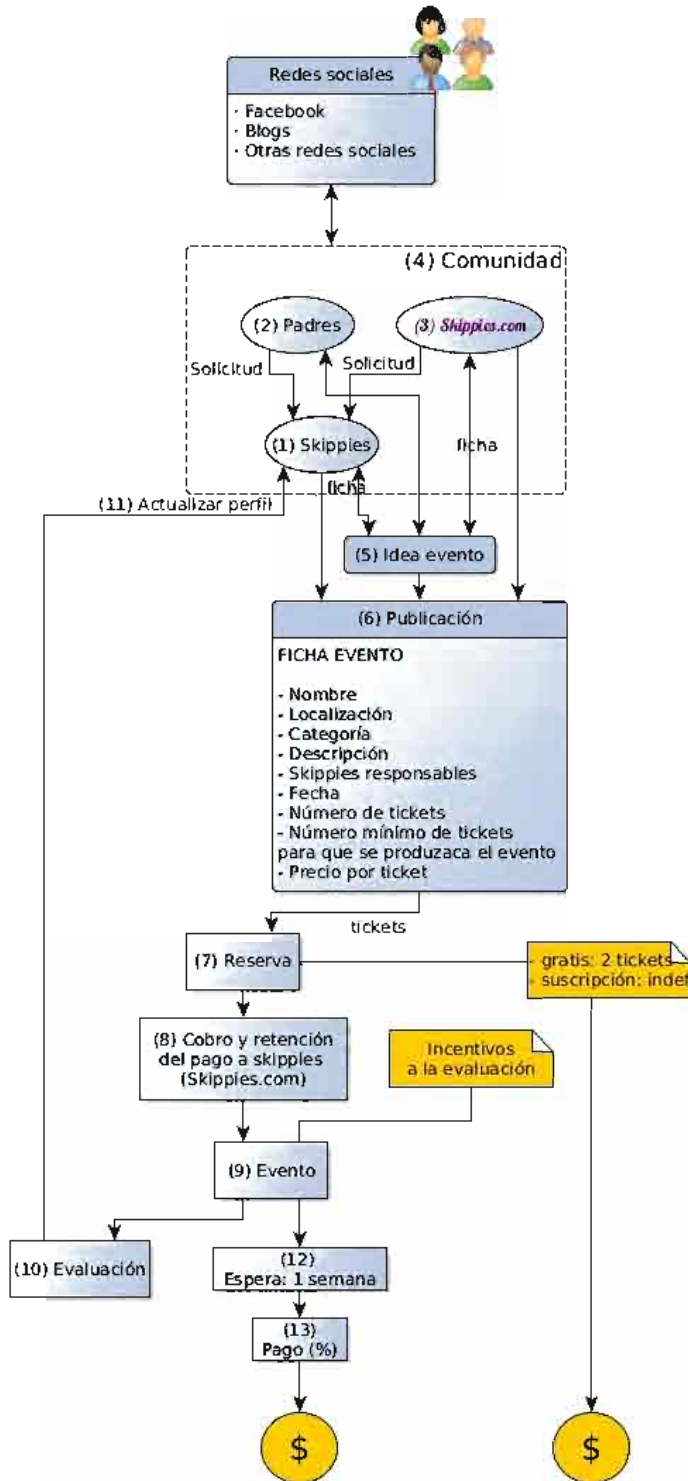 Redes sociales
· Facebook
· Blogs
· Otras redes sociales
(4) Comunidad
(2) Padres
(3) Skippies.com
Solicitud
Solicitud
(1) Skippies
ficha
ficha
(11) Actualizar perfil
(5) Idea evento
(6) Publicación
FICHA EVENTO
- Nombre
- Localización
- Categoría
- Descripción
- Skippies responsables
- Fecha
- Número de tickets
- Número mínimo de tickets
para que se produzaca el evento
- Precio por ticket
tickets
(7) Reserva
- gratis: 2 tickets
- suscripción: indef
(8) Cobro y retención
del pago a skippies
(Skippies.com)
Incentivos
a la evaluación
(9) Evento
(10) Evaluación
(12)
Espera: 1 semana
(13)
Pago (%)
$
$